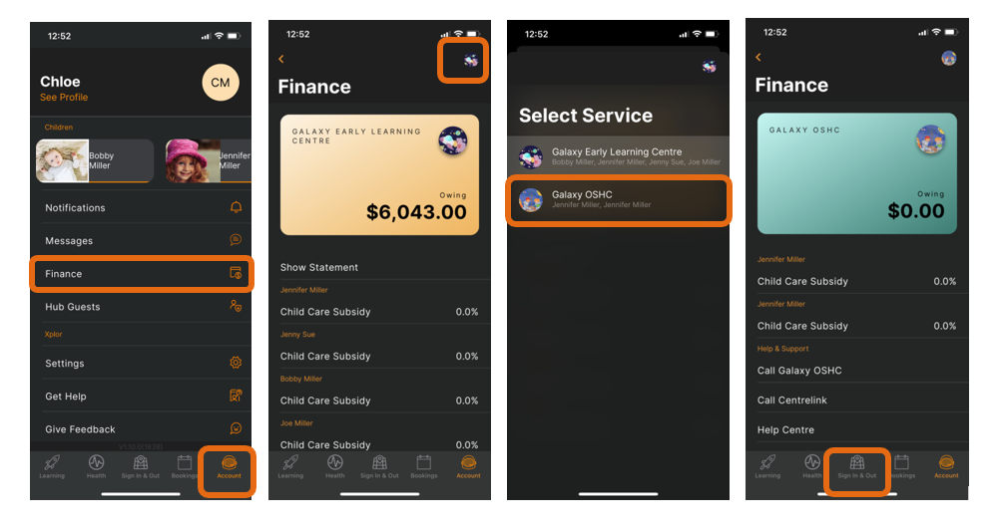 12:52
Chloe
See Profile
CM
Children
Bobby
Miller
Jennifer
Miller
Notifications
Messages
Finance
Hub Guests
Xplor
Settings
Get Help
Give Feedback
Learning
Health
Sign In & Out
Bookings
Account
12:52
Finance
GALAXY EARLY LEARNING
CENTRE
Owing
$6,043.00
Show Statement
Jennifer Miller
Child Care Subsidy 0.0%
Jenny Sue
Child Care Subsidy 0.0%
Bobby Miller
Child Care Subsidy 0.0%
Joe Miller
Child Care Subsidy 0.0%
Learning
Health
Sign In & Out
Bookings
Account
12:52
Select Service
Galaxy Early Learning Centre
Bobby Miller, Jennifer Miller, Jenny Sue, Joe Miller
Galaxy OSHC
Jennifer Miller, Jennifer Miller
12:52
Finance
GALAXY OSHC
Owing
$0.00
Jennifer Miller
Child Care Subsidy 0.0%
Jennifer Miller
Child Care Subsidy 0.0%
Help & Support
Call Galaxy OSHC
Call Centrelink
Help Centre
Learning
Health
Sign In & Out
Bookings
Account